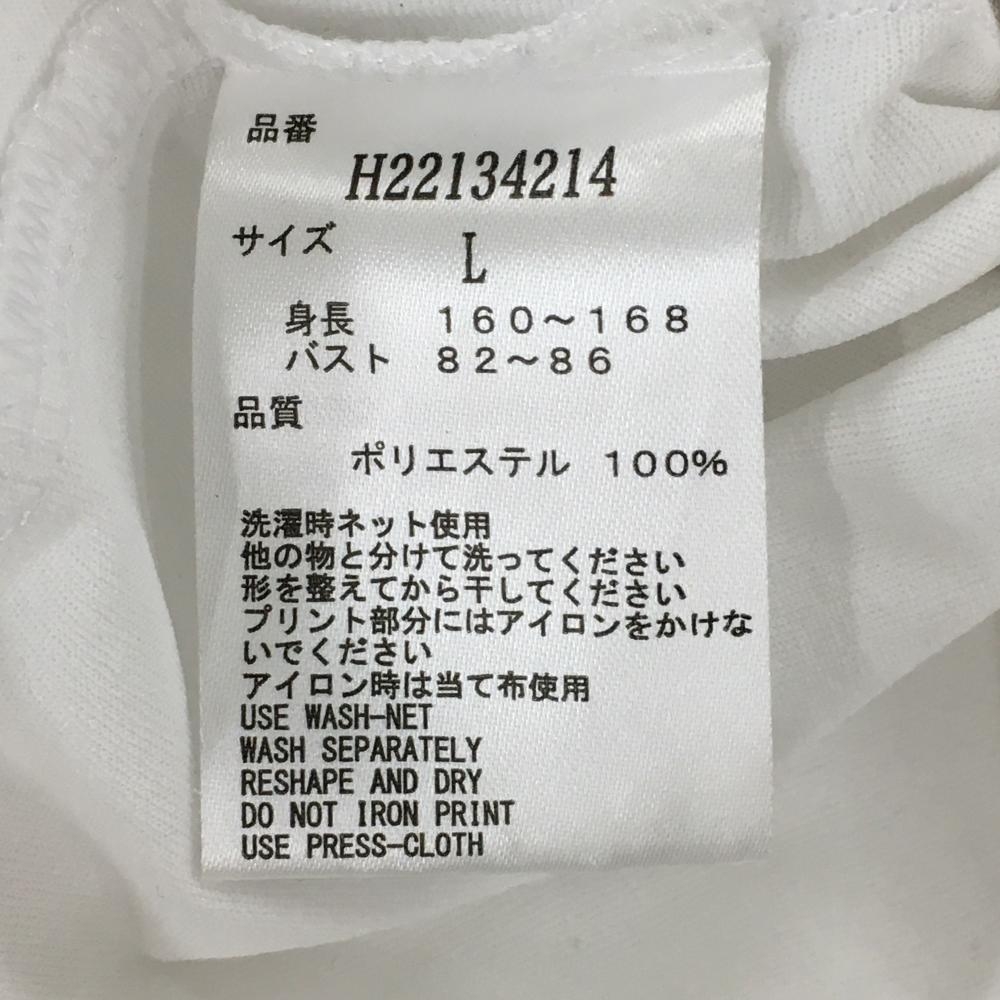 品番
H22134214
サイズ L
身長 160〜168
バスト 82〜86
品質
ポリエステル 100%
洗濯時ネット使用
他の物と分けて洗ってください
形を整えてから干してください
プリント部分にはアイロンをかけな
いでください
アイロン時は当て布使用
USE WASH-NET
WASH SEPARATELY
RESHAPE AND DRY
DO NOT IRON PRINT
USE PRESS-CLOTH